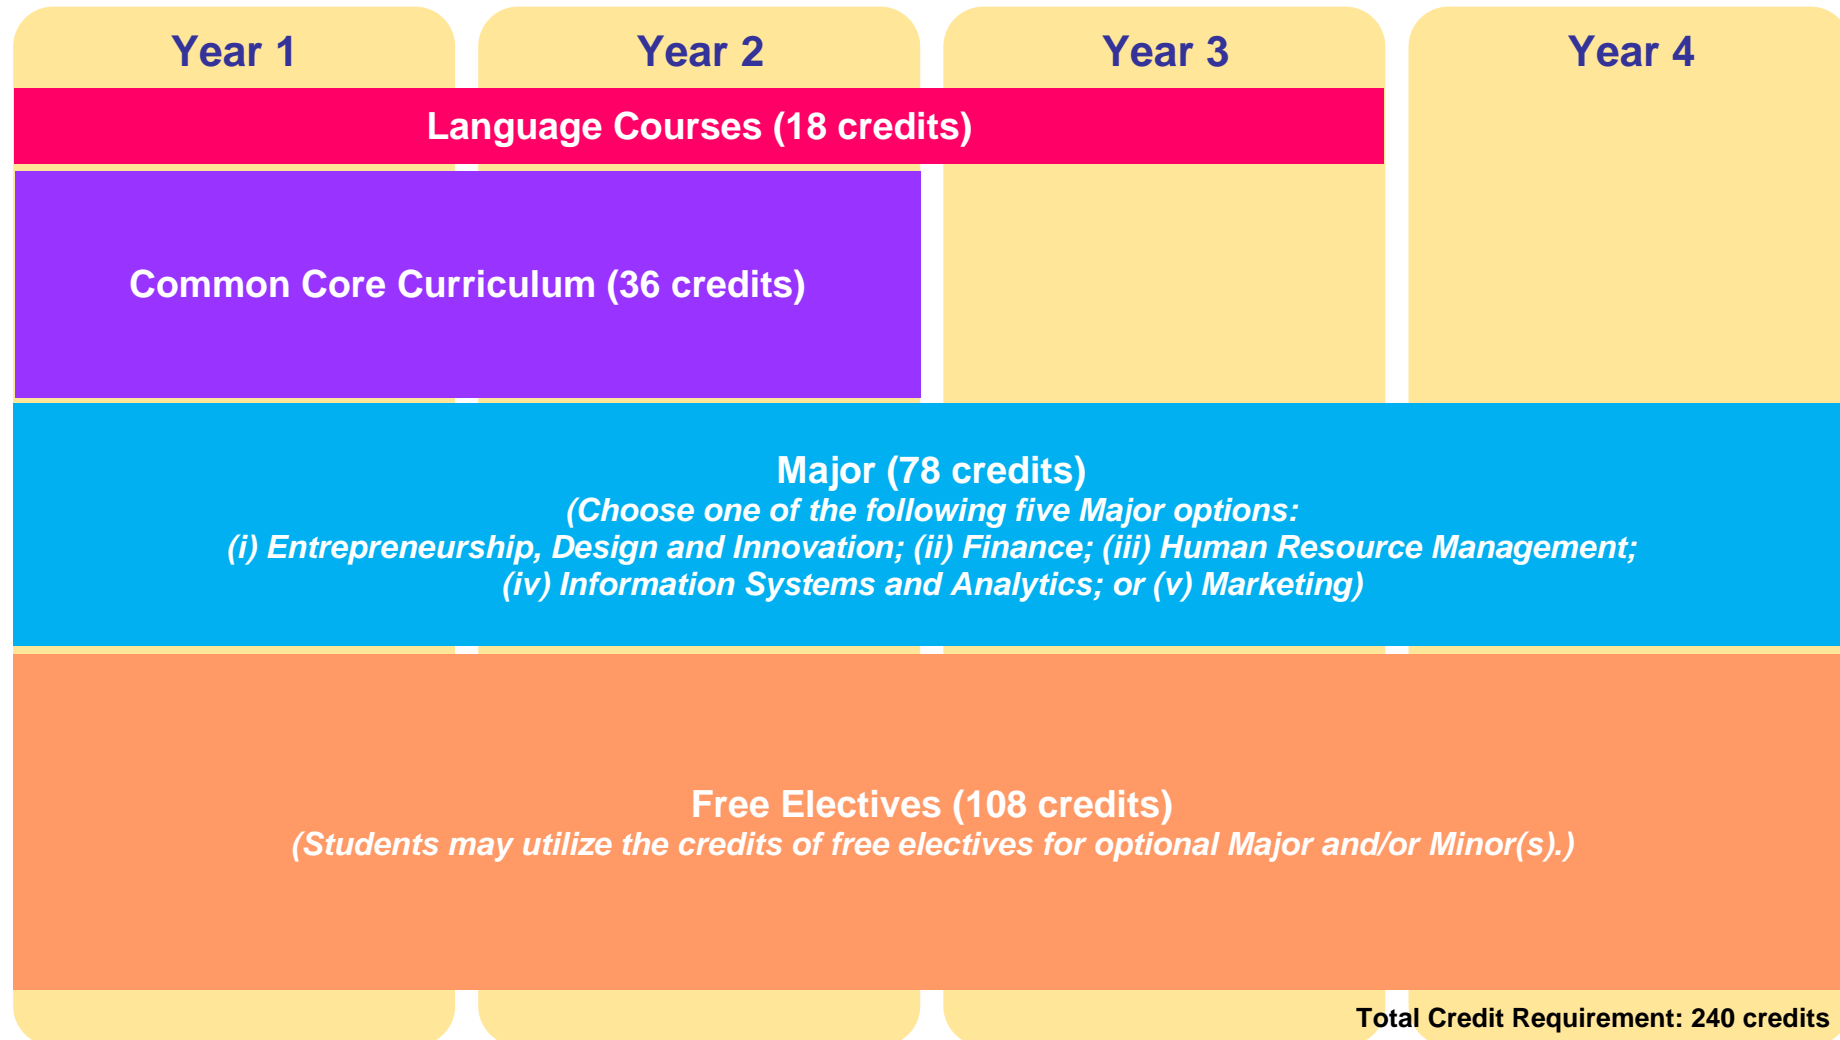 Year 1
Year 2
Year 3
Year 4
Language Courses (18 credits)
Common Core Curriculum (36 credits)
Major (78 credits)
(Choose one of the following five Major options:
(i) Entrepreneurship, Design and Innovation; (ii) Finance; (iii) Human Resource Management;
(iv) Information Systems and Analytics; or (v) Marketing)
Free Electives (108 credits)
(Students may utilize the credits of free electives for optional Major and/or Minor(s).)
Total Credit Requirement: 240 credits